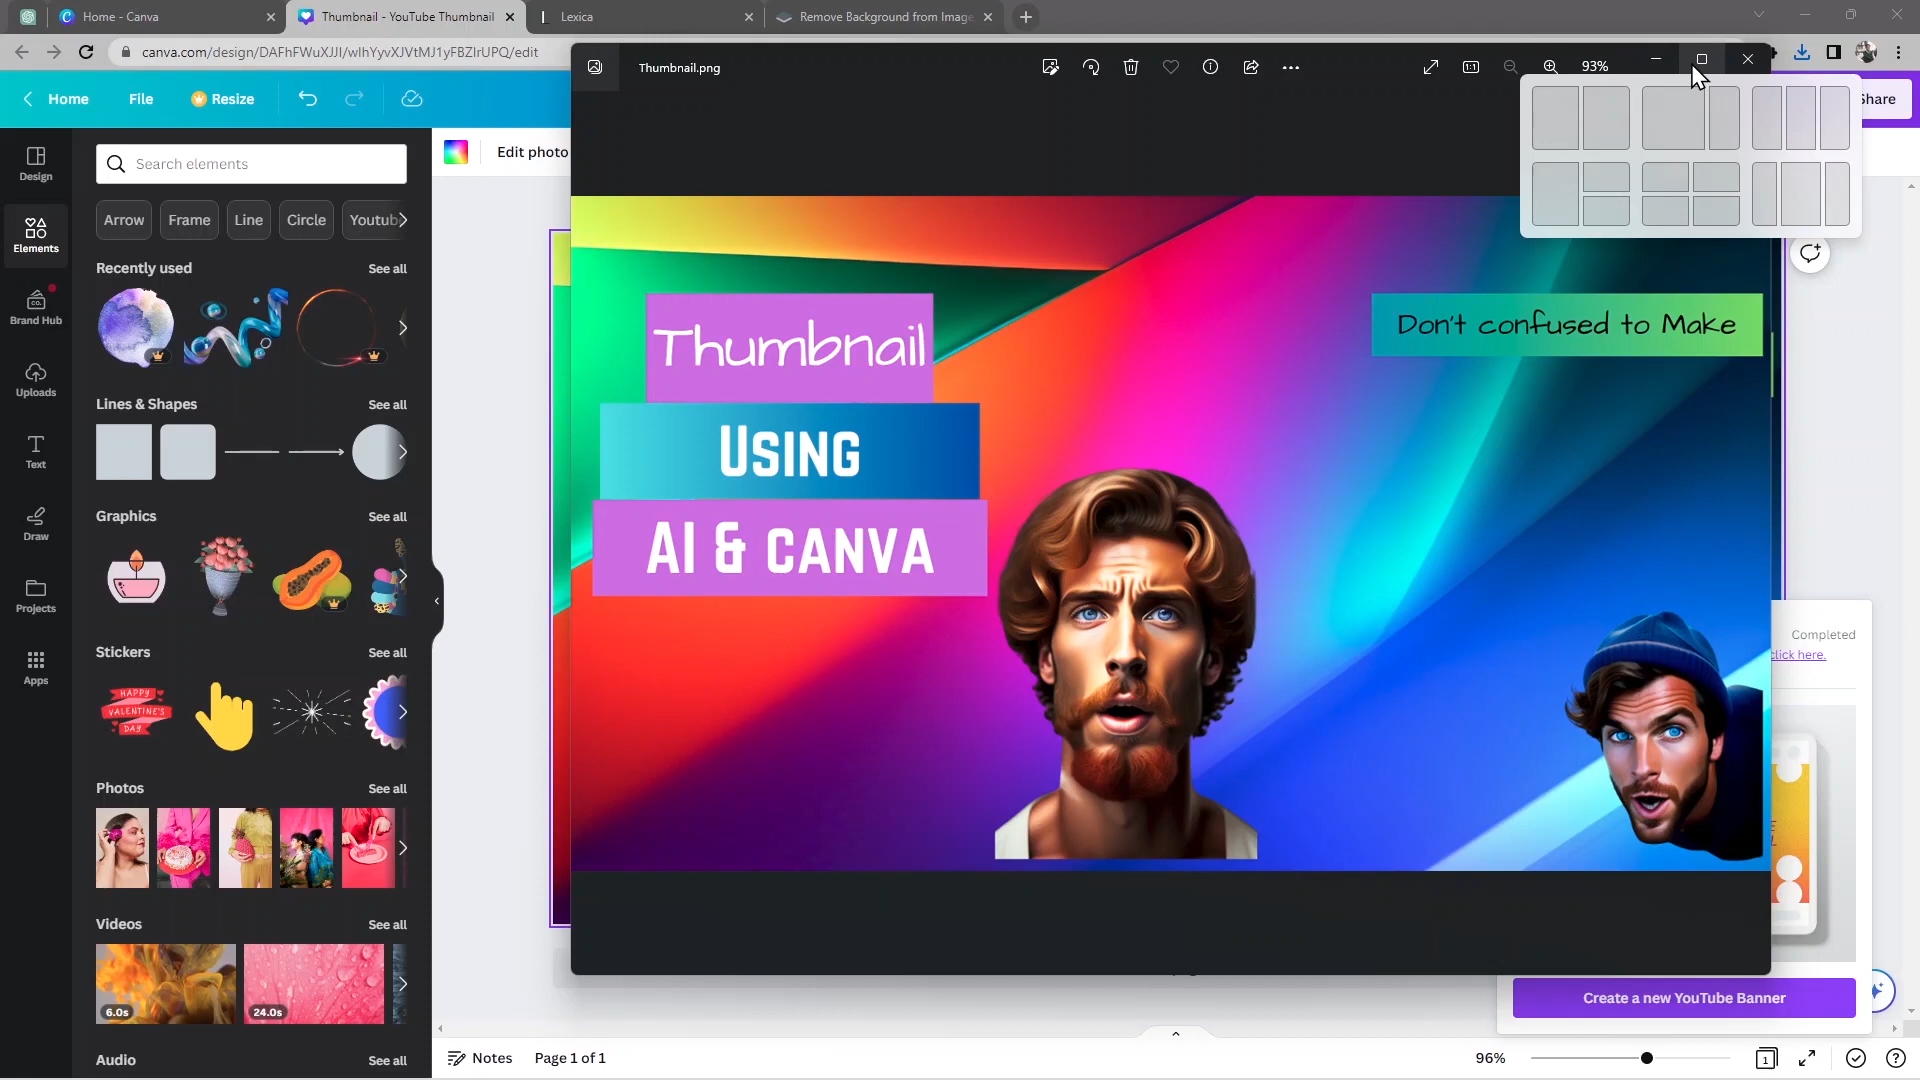 Home - Canva
Thumbnail - YouTube Thumbnail
Lexica
Remove Background from Image
canva.com/design/DAFhFWuXJJI/wlhYyvXJVtMJ1yFBZIrUPQ/edit
Thumbnail.png
93%
Home
File
Resize
Share
Edit photo
Design
Elements
Brand Hub
CO.
Uploads
Text
Draw
Projects
Apps
Search elements
Arrow
Frame
Line
Circle
Youtub
Recently used
See all
Lines & Shapes
See all
Graphics
See all
Stickers
See all
HAPPY
VALENTINE'S
DAY
Photos
See all
Videos
See all
6.0s
24.0s
Audio
See all
Thumbnail
Using
AI & CANVA
Don't confused to Make
Completed
click here.
Create a new YouTube Banner
Notes
Page 1 of 1
96%
1